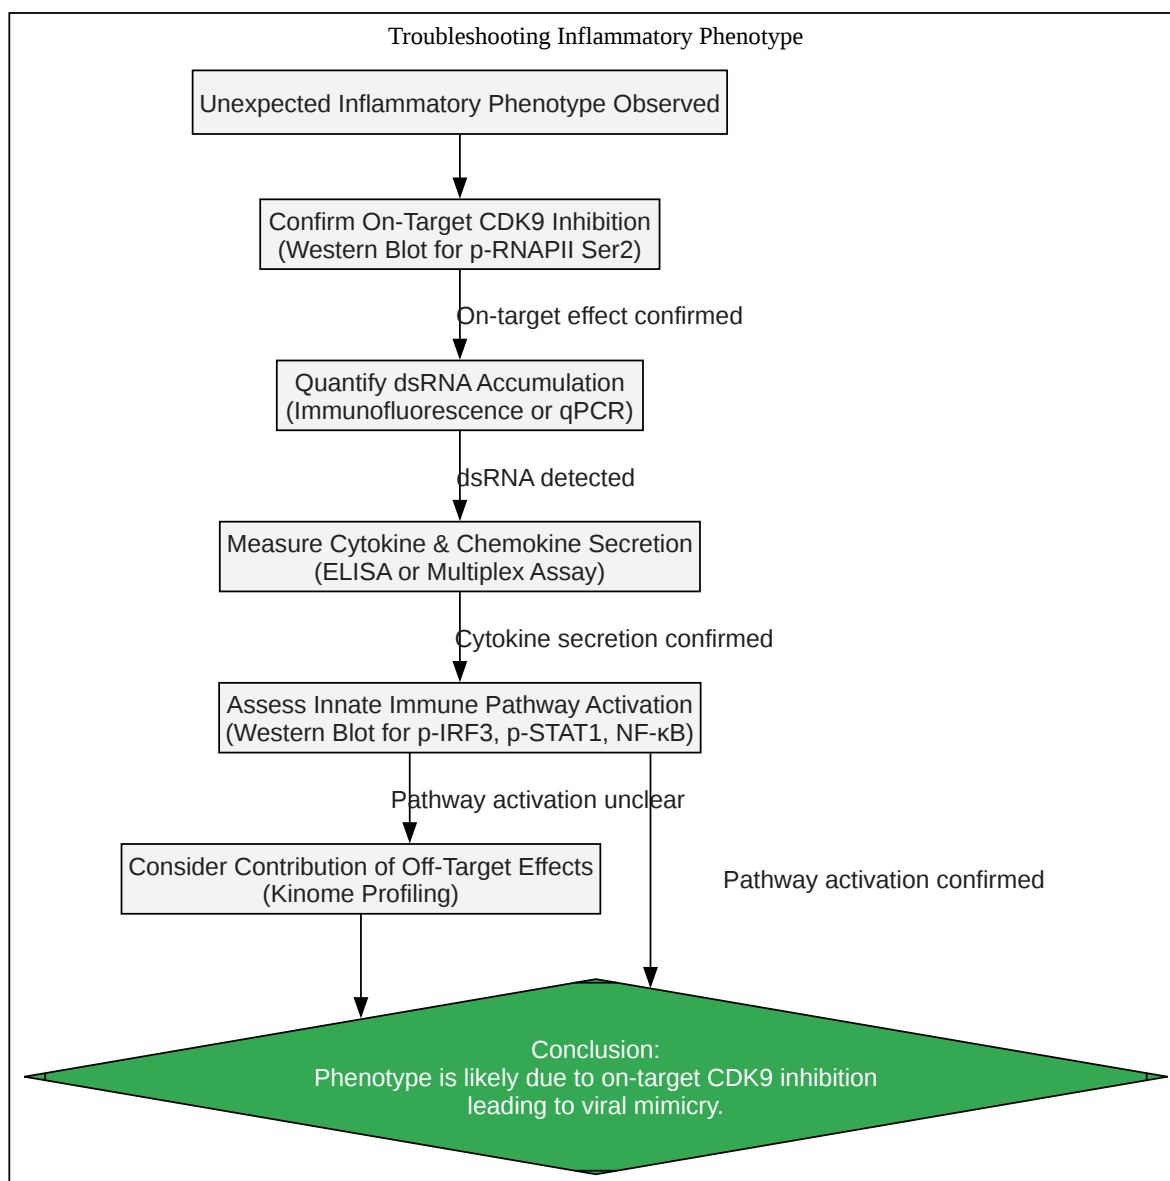 Troubleshooting Inflammatory Phenotype
Unexpected Inflammatory Phenotype Observed
Confirm On-Target CDK9 Inhibition
(Western Blot for p-RNAPII Ser2)
On-target effect confirmed
Quantify dsRNA Accumulation
(Immunofluorescence or qPCR)
dsRNA detected
Measure Cytokine & Chemokine Secretion
(ELISA or Multiplex Assay)
Cytokine secretion confirmed
Assess Innate Immune Pathway Activation
(Western Blot for p-IRF3, p-STAT1, NF-κB)
Pathway activation unclear
Consider Contribution of Off-Target Effects
(Kinome Profiling)
Pathway activation confirmed
Conclusion:
Phenotype is likely due to on-target CDK9 inhibition
leading to viral mimicry.